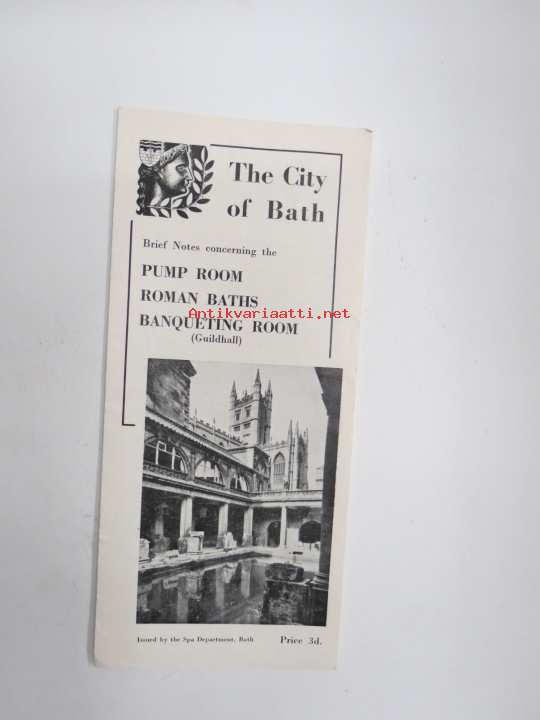 The City
of Bath
Brief Notes concerning the
PUMP ROOM
ROMAN BATHS
Antikvariaatti.net
BANQUETING ROOM
(Guildhall)
Issued by the Spa Department, Bath
Price 3d.